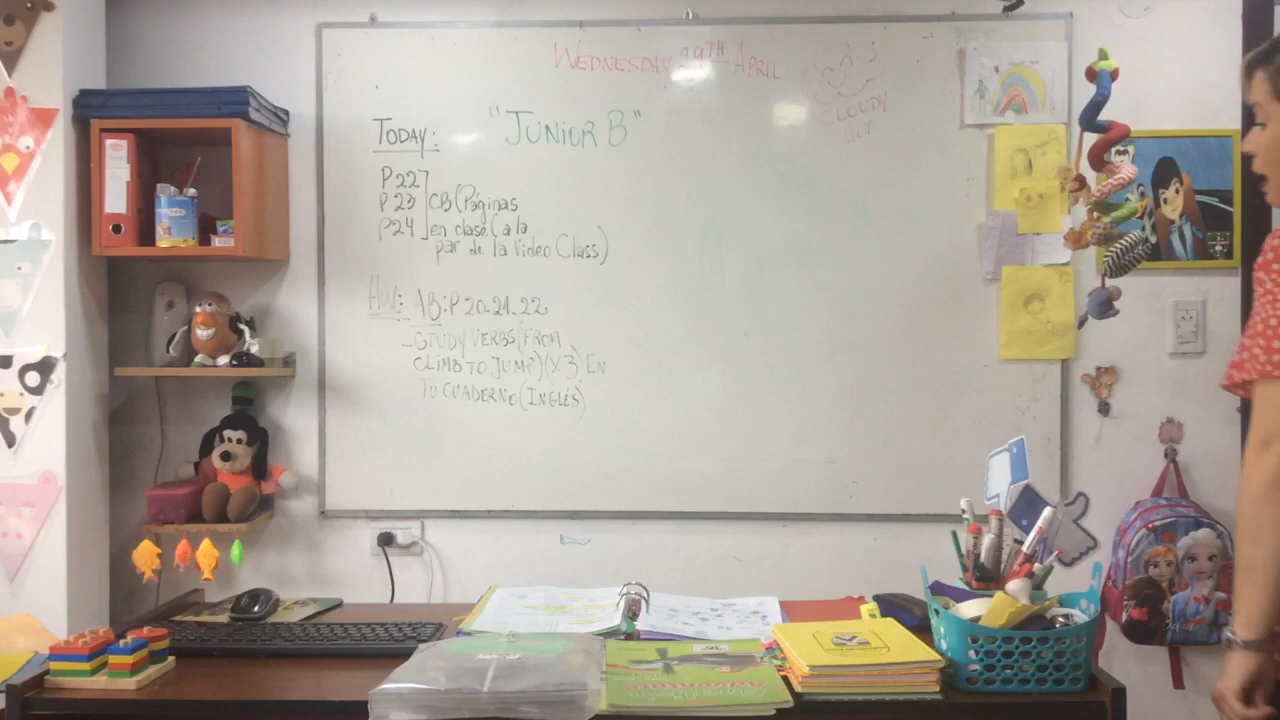 WEDNESDAY 29TH APRIL
CLOUDY
Hot
"JUNIOR B"
TODAY:
P22
P23 CB (Páginas
P24 en clase (a la
par de la Video Class)
HW: AB: P 20-21-22
- STUDY VERBS (FROM
CLIMB TO JUMP) (X3) EN
TU CUADERNO (INGLÉS)
Adventure